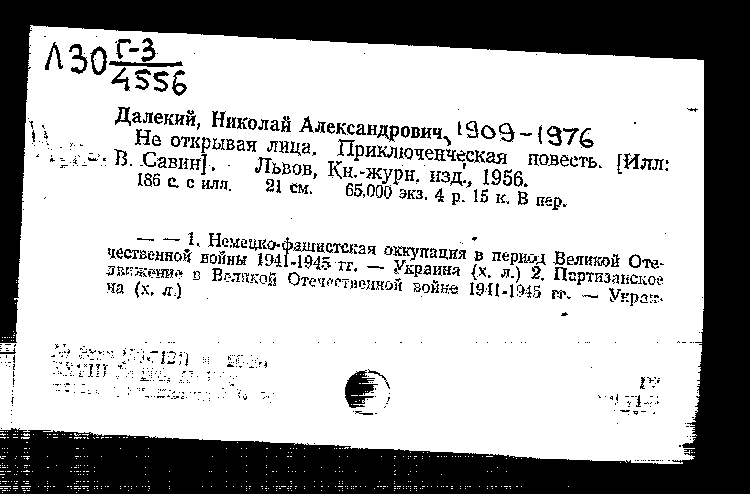 Л30 Г-3
4556
Далекий, Николай Александрович, 1909-1976
Не открывая лица. Приключенческая повесть. [Илл:
В. Савин]. Львов, Кн.-журн. изд., 1956.
186 с. с илл. 21 см. 65.000 экз. 4 р. 15 к. В пер.
— — 1. Немецко-фашистская оккупация в период Великой Оте-
чественной войны 1941-1945 гг. — Украина (х. л.) 2. Партизанское
движение в Великой Отечественной войне 1941-1945 гг. — Украи-
на (х. л.)
XXVIII